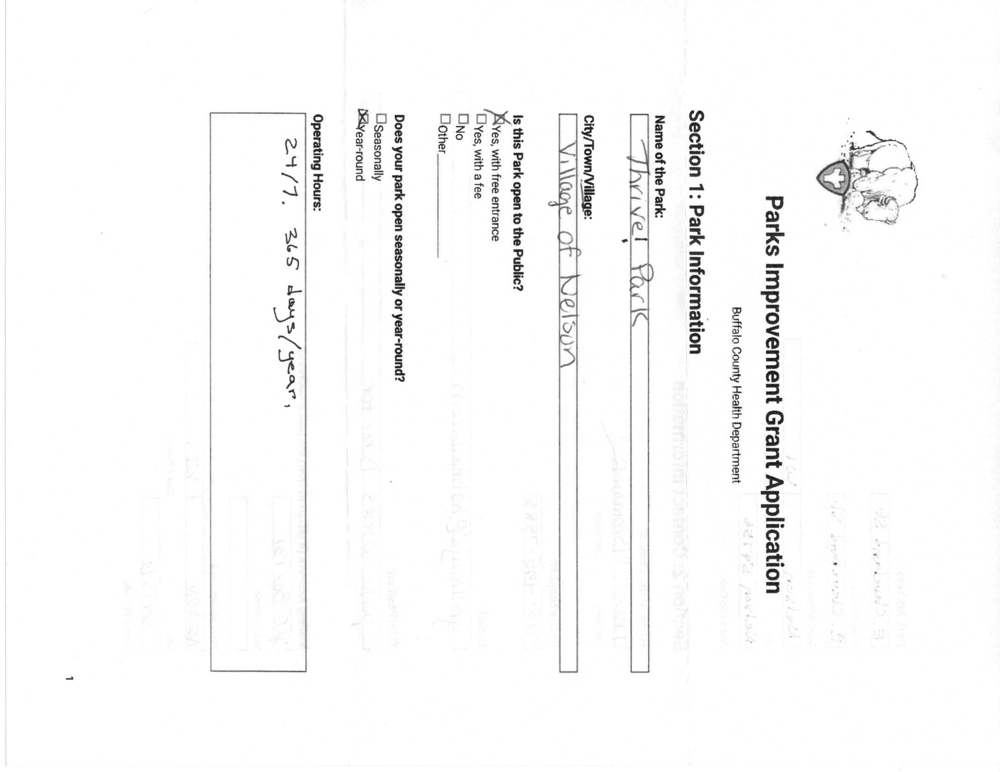 Parks Improvement Grant Application
Buffalo County Health Department
Section 1: Park Information
Name of the Park:
Thrive! Park
City/Town/Village:
Village of Nelson
Is this Park open to the Public?
☒ Yes, with free entrance
☐ Yes, with a fee
☐ No
☐ Other____________________
Does your park open seasonally or year-round?
☐ Seasonally
☒ Year-round
Operating Hours:
24/7. 365 days/year.
1